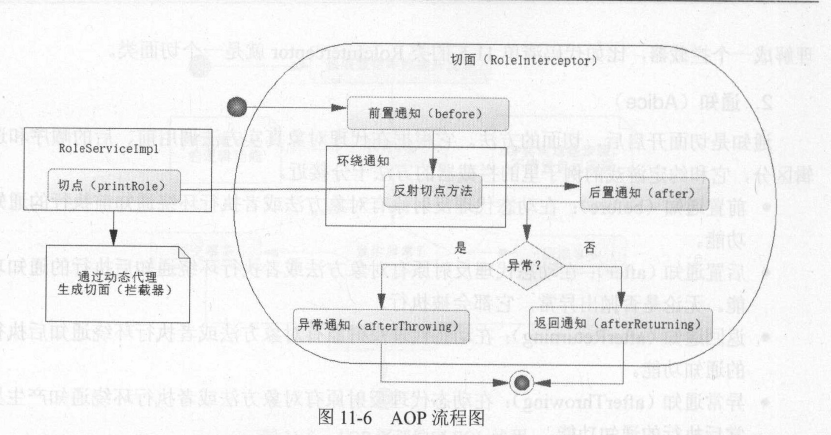 切面（RoleInterceptor）
前置通知（before）
RoleServiceImpl
切点（printRole）
环绕通知
反射切点方法
后置通知（after）
通过动态代理
生成切面（拦截器）
是
异常？
否
异常通知（afterThrowing）
返回通知（afterReturning）
图 11-6 AOP 流程图